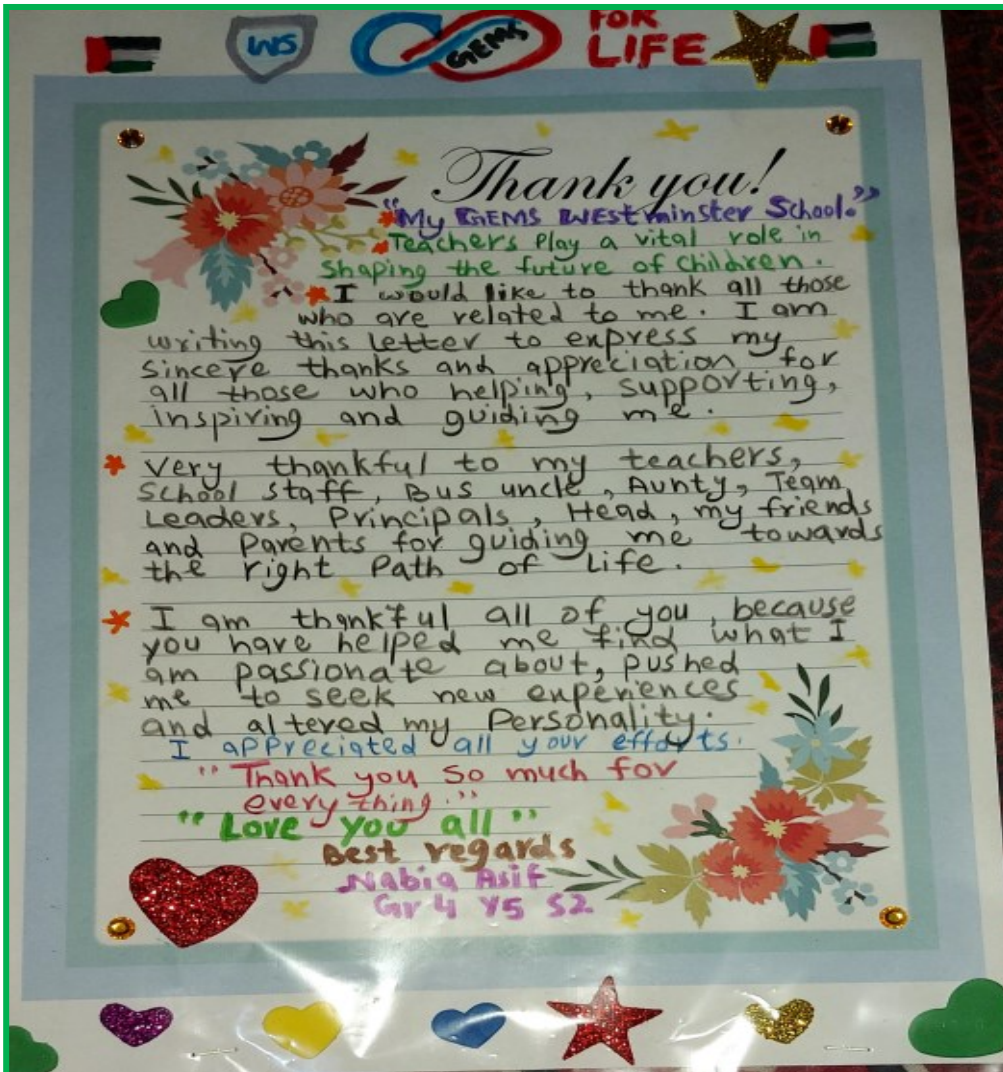 WS
GEMS
FOR
LIFE
Thank you!
"My GEMS WEStminster School."
Teachers Play a vital role in
Shaping the future of Children.
I would like to thank all those
who are related to me. I am
writing this letter to express my
Sincere thanks and appreciation for
all those who helping, supporting,
inspiring and guiding me.
Very thankful to my teachers,
School staff, Bus uncle, Aunty, Team
Leaders, Principals, Head, my friends
and Parents for guiding me towards
the right Path of Life.
I am thankful all of you, because
you have helped me find what I
am passionate about, pushed
me to seek new experiences
and altered my Personality.
I appreciated all your efforts.
"Thank you So much for
every thing."
"Love you all"
Best regards
Nabia Asif
Gr 4 Y5 S2